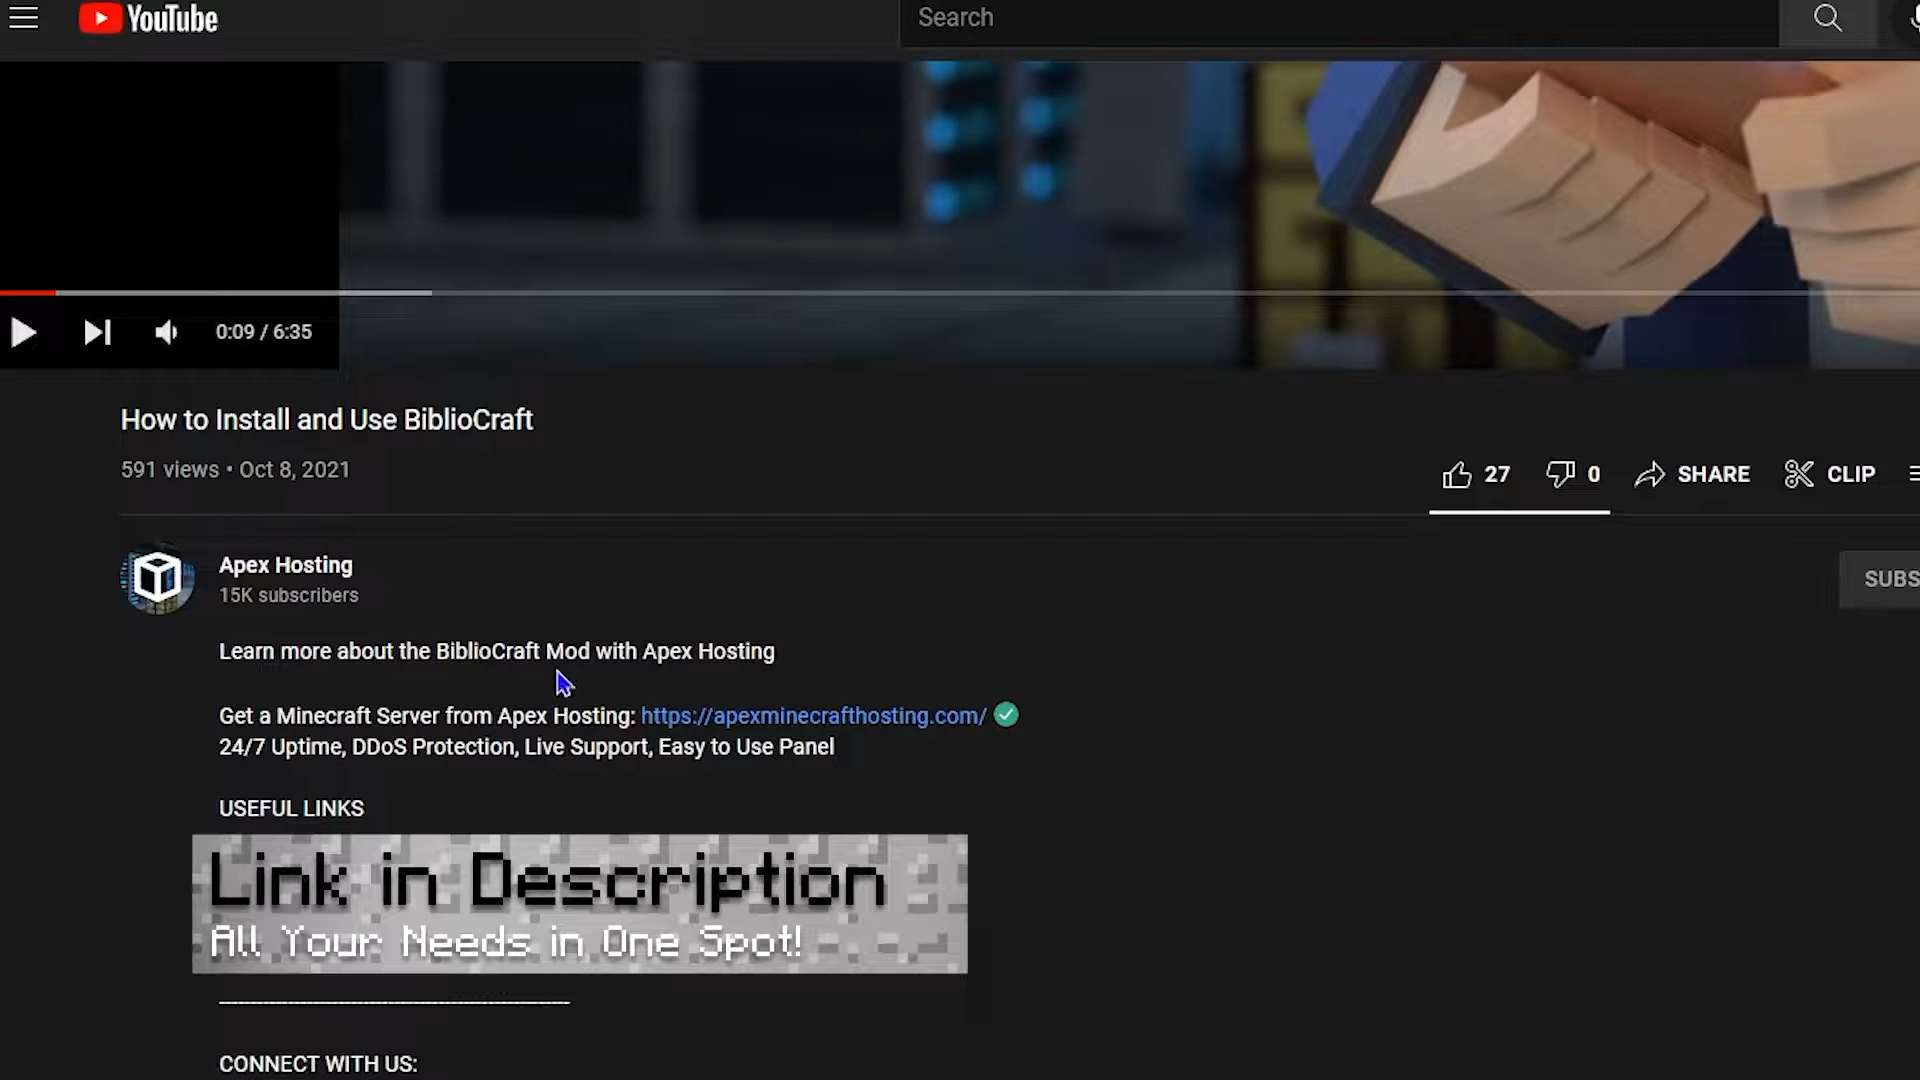 YouTube
Search
0:09 / 6:35
How to Install and Use BiblioCraft
591 views • Oct 8, 2021
27
0
SHARE
CLIP
Apex Hosting
15K subscribers
SUBS
Learn more about the BiblioCraft Mod with Apex Hosting
Get a Minecraft Server from Apex Hosting: https://apexminecrafthosting.com/
24/7 Uptime, DDoS Protection, Live Support, Easy to Use Panel
USEFUL LINKS
Link in Description
All Your Needs in One Spot!
CONNECT WITH US: